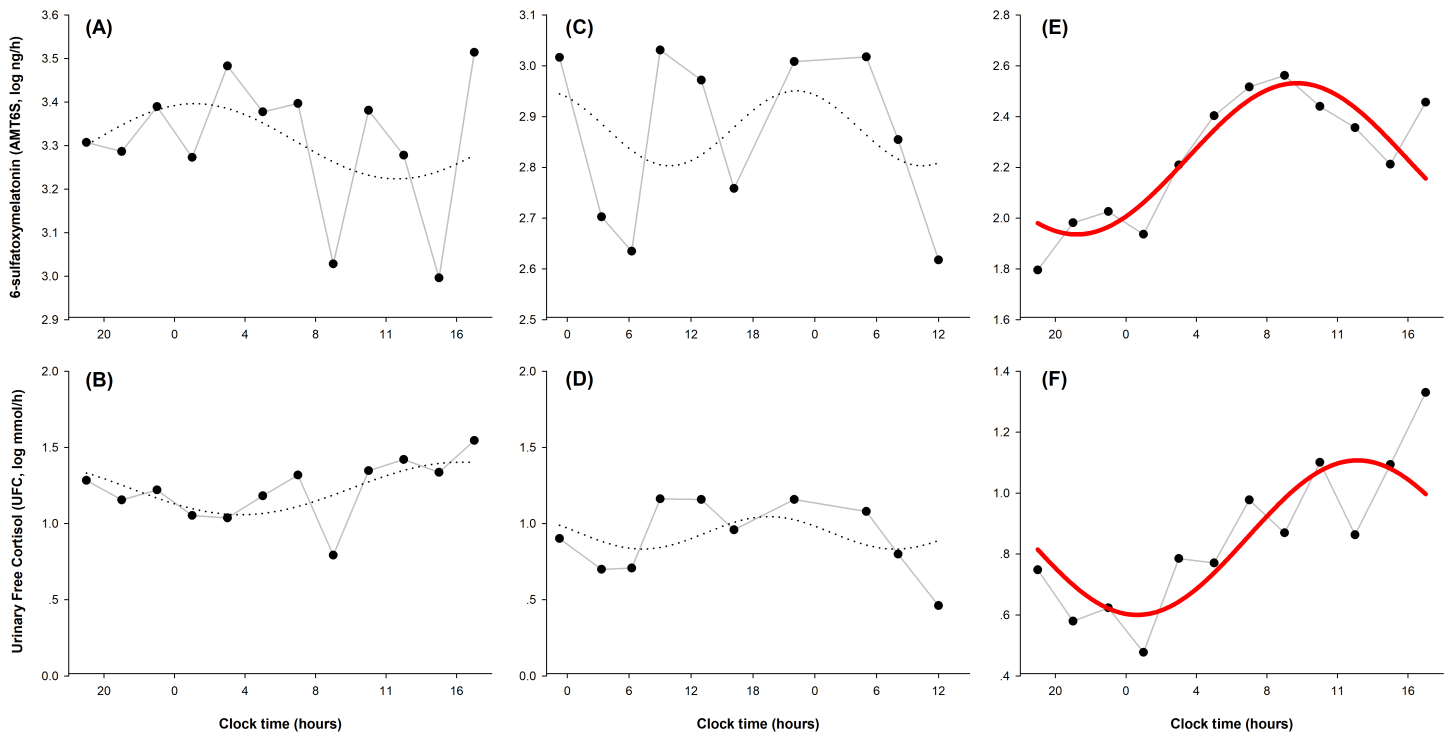 (A)
6-sulfatoxymelatonin (AMT6S, log ng/h)
3.6
3.5
3.4
3.3
3.2
3.1
3.0
2.9
20 0 4 8 11 16
(C)
3.1
3.0
2.9
2.8
2.7
2.6
2.5
0 6 12 18 0 6 12
(E)
2.8
2.6
2.4
2.2
2.0
1.8
1.6
20 0 4 8 11 16
(B)
Urinary Free Cortisol (UFC, log mmol/h)
2.0
1.5
1.0
.5
0.0
20 0 4 8 11 16
Clock time (hours)
(D)
2.0
1.5
1.0
.5
0.0
0 6 12 18 0 6 12
Clock time (hours)
(F)
1.4
1.2
1.0
.8
.6
.4
20 0 4 8 11 16
Clock time (hours)